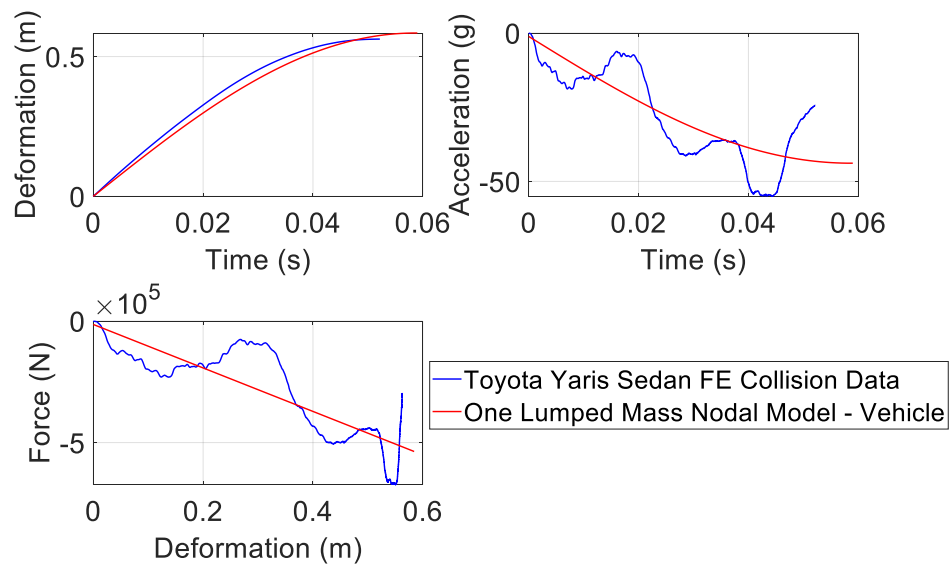 Deformation (m)
0.5
0
0 0.02 0.04 0.06
Time (s)
Acceleration (g)
0
-50
0 0.02 0.04 0.06
Time (s)
×10⁵
Force (N)
0
-5
0 0.2 0.4 0.6
Deformation (m)
Toyota Yaris Sedan FE Collision Data
One Lumped Mass Nodal Model - Vehicle